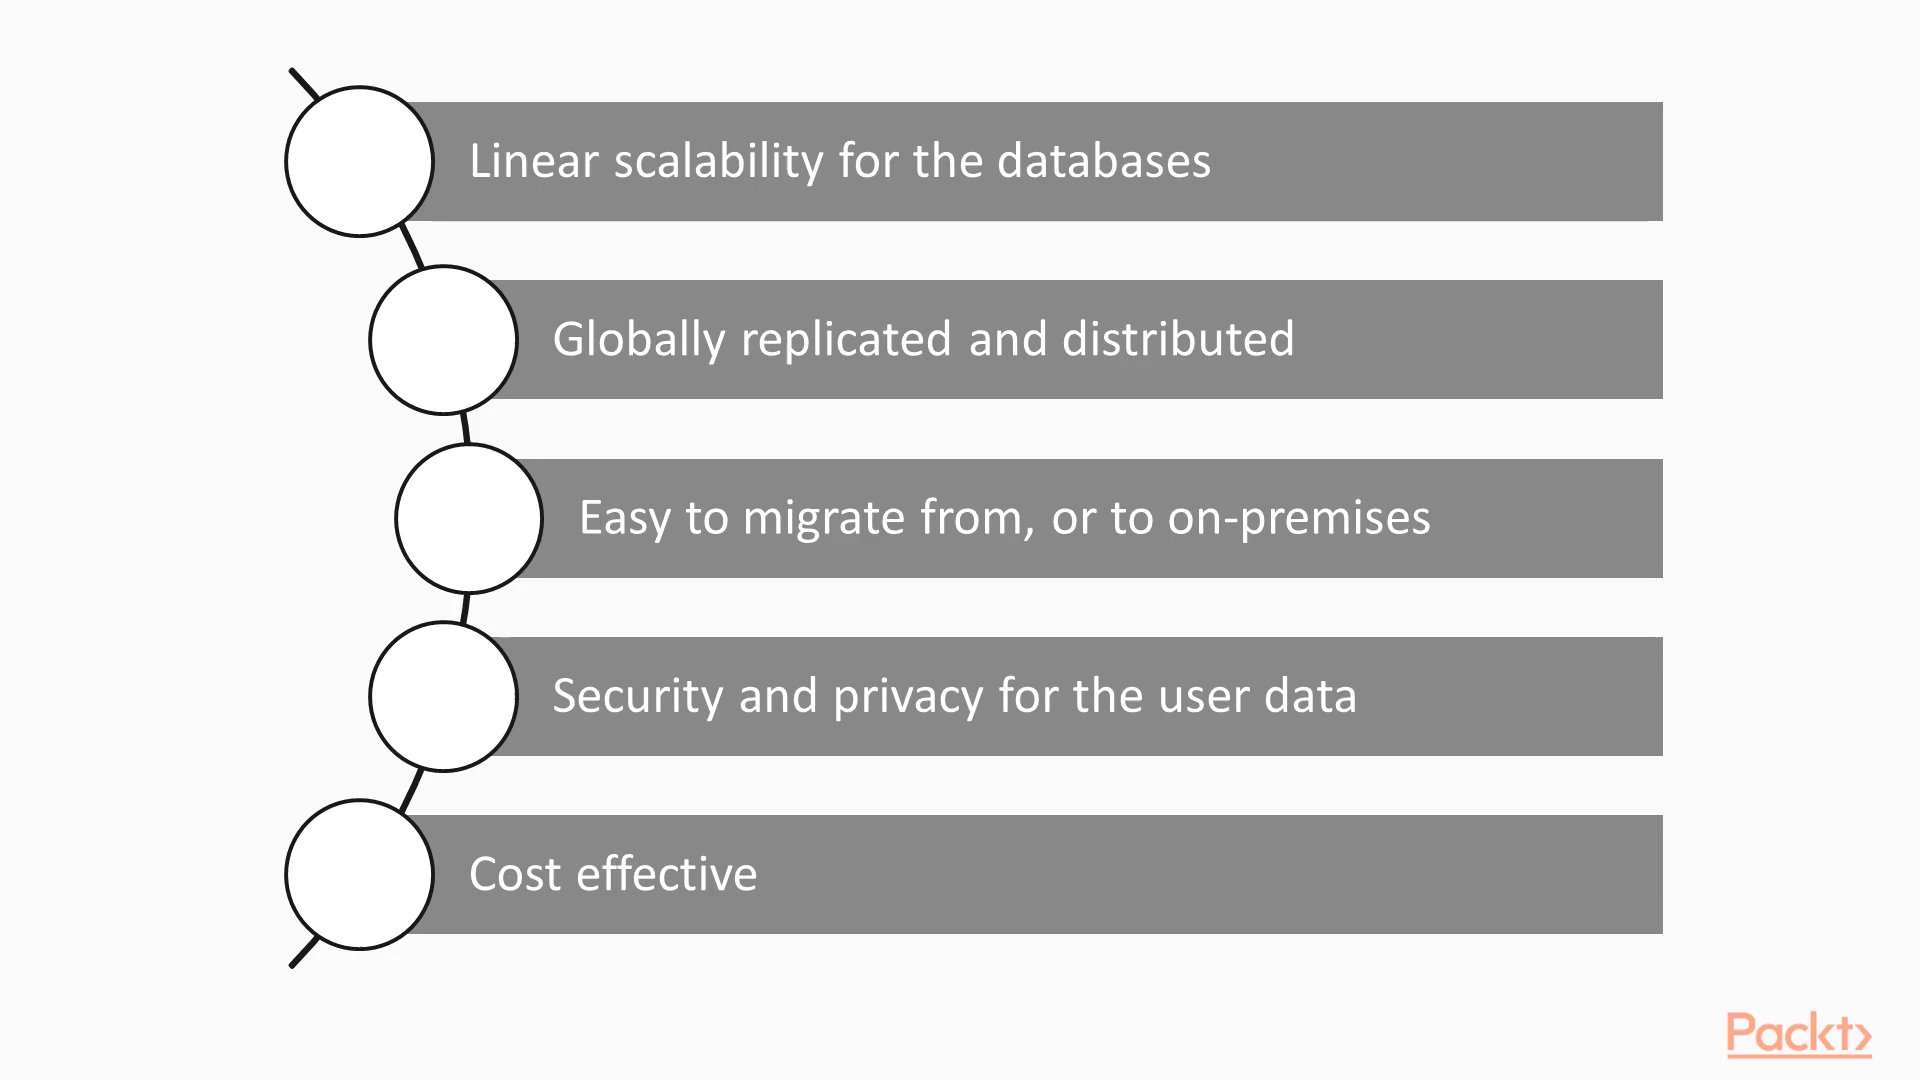 Linear scalability for the databases
Globally replicated and distributed
Easy to migrate from, or to on-premises
Security and privacy for the user data
Cost effective
Packt>